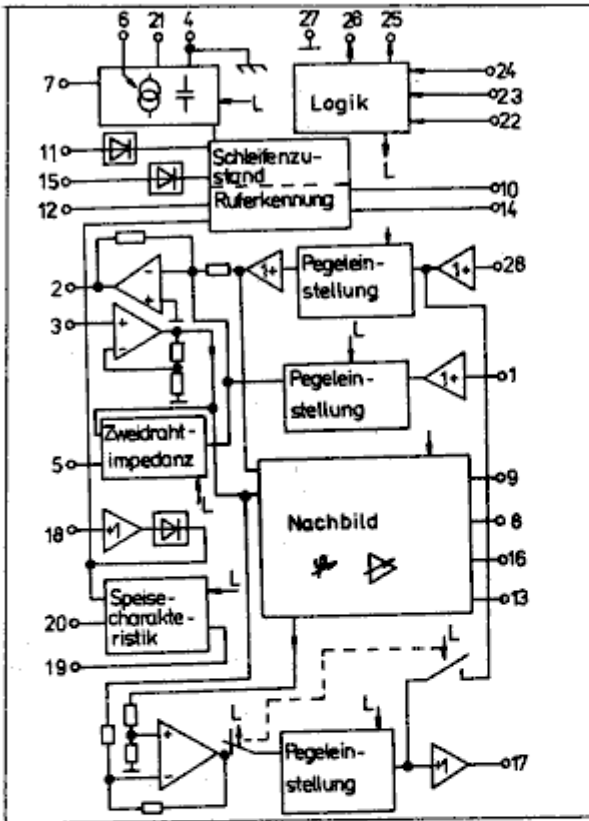 6 21 4 27 26 25
7
L
Logik
24
23
22
L
11
15
12
Schleifenzu-
stand
Ruferkennung
10
14
2
3
-
+
1+
Pegelein-
stellung
1+
28
+
-
L
Pegelein-
stellung
1+
1
Zweidraht-
impedanz
5
L
18
+1
Nachbild
φ
9
8
16
13
Speise-
charakte-
ristik
L
20
19
L
+
-
L
Pegelein-
stellung
L
+1
17